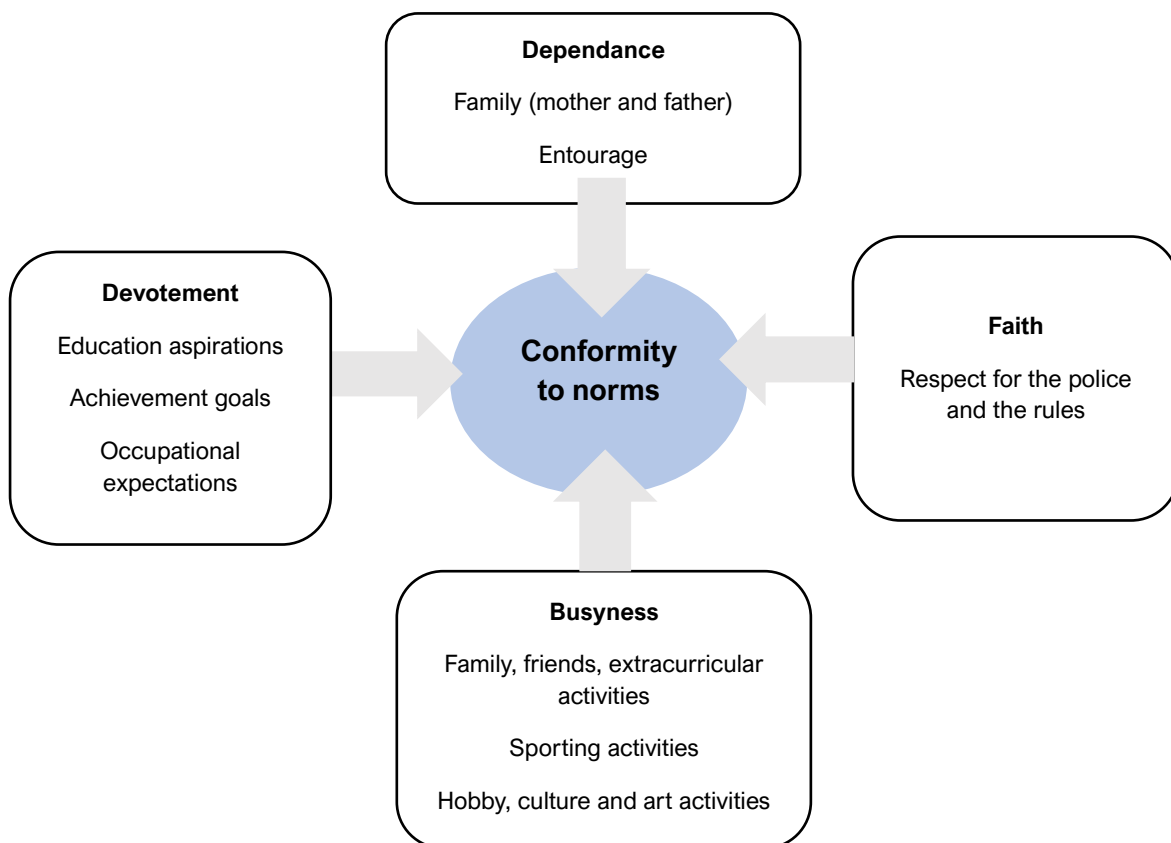 Dependance
Family (mother and father)
Entourage
Devotement
Education aspirations
Achievement goals
Occupational
expectations
Conformity
to norms
Faith
Respect for the police
and the rules
Busyness
Family, friends, extracurricular
activities
Sporting activities
Hobby, culture and art activities